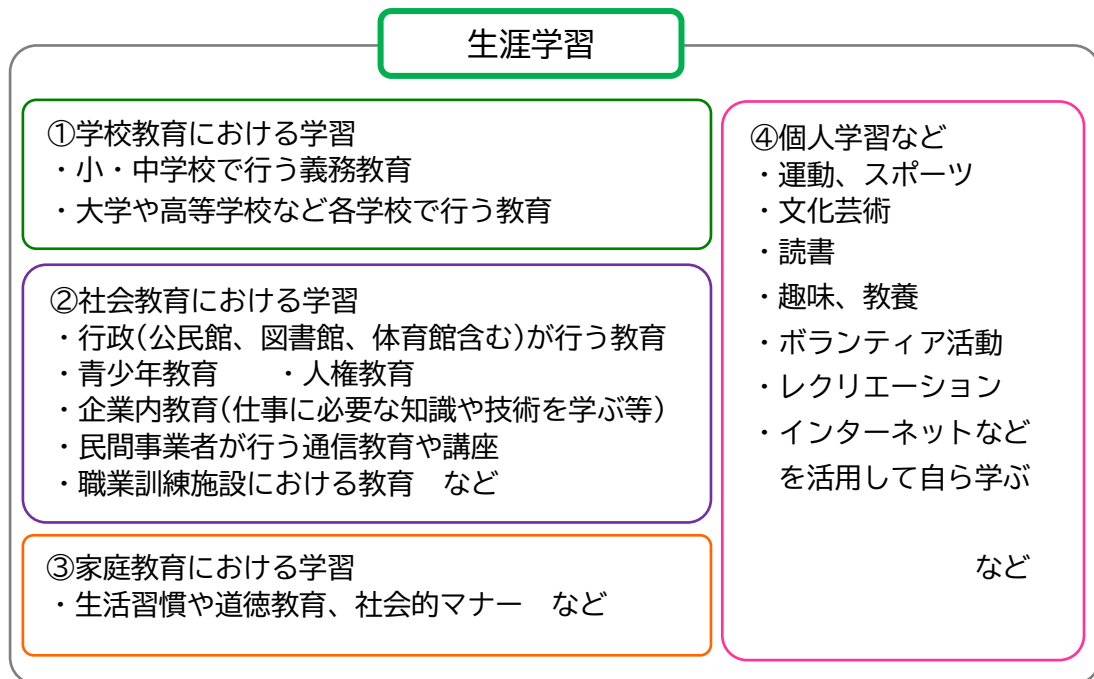 生涯学習
①学校教育における学習
・小・中学校で行う義務教育
・大学や高等学校など各学校で行う教育
②社会教育における学習
・行政(公民館、図書館、体育館含む)が行う教育
・青少年教育　　・人権教育
・企業内教育(仕事に必要な知識や技術を学ぶ等)
・民間事業者が行う通信教育や講座
・職業訓練施設における教育　など
③家庭教育における学習
・生活習慣や道徳教育、社会的マナー　など
④個人学習など
・運動、スポーツ
・文化芸術
・読書
・趣味、教養
・ボランティア活動
・レクリエーション
・インターネットなど
を活用して自ら学ぶ
など